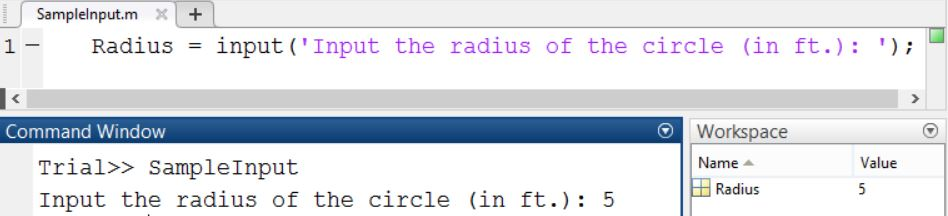 SampleInput.m × +
1 – Radius = input('Input the radius of the circle (in ft.): ');
Command Window
Trial>> SampleInput
Input the radius of the circle (in ft.): 5
Workspace
Name Value
Radius 5